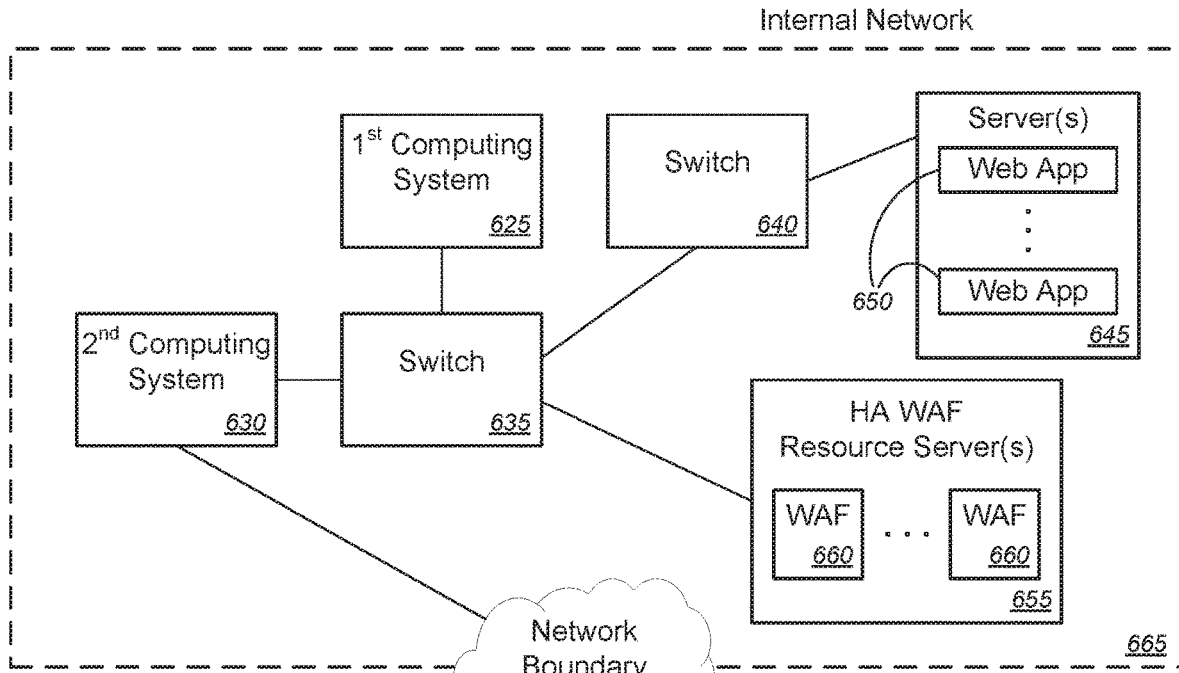 Internal Network
1st Computing
System
625
Switch
640
Server(s)
Web App
Web App
650
645
2nd Computing
System
630
Switch
635
HA WAF
Resource Server(s)
WAF
660
. . .
WAF
660
655
Network
Boundary
665